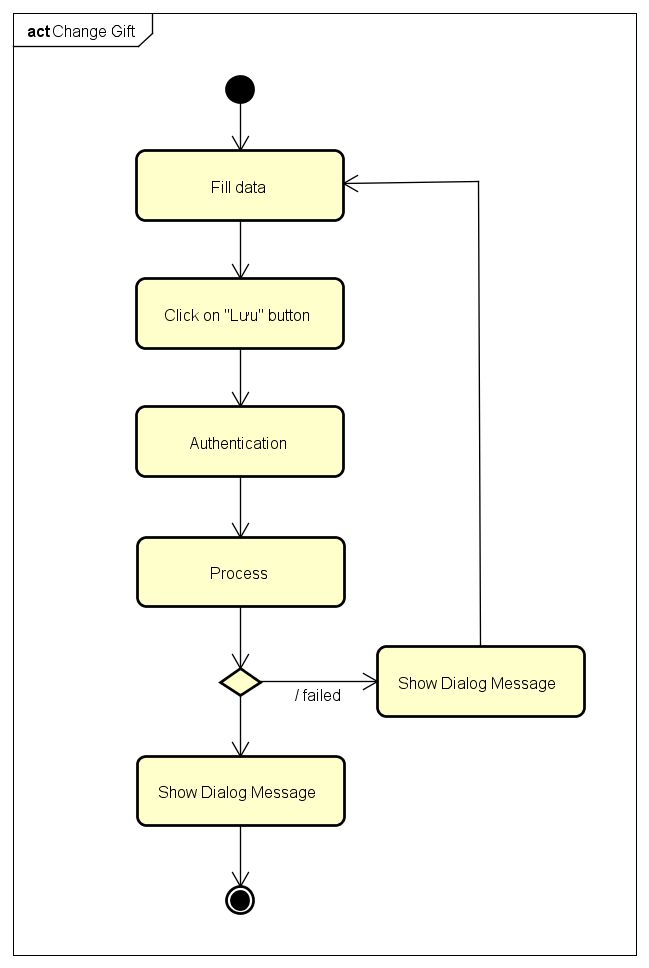 act Change Gift
Fill data
Click on "Lưu" button
Authentication
Process
/ failed
Show Dialog Message
Show Dialog Message